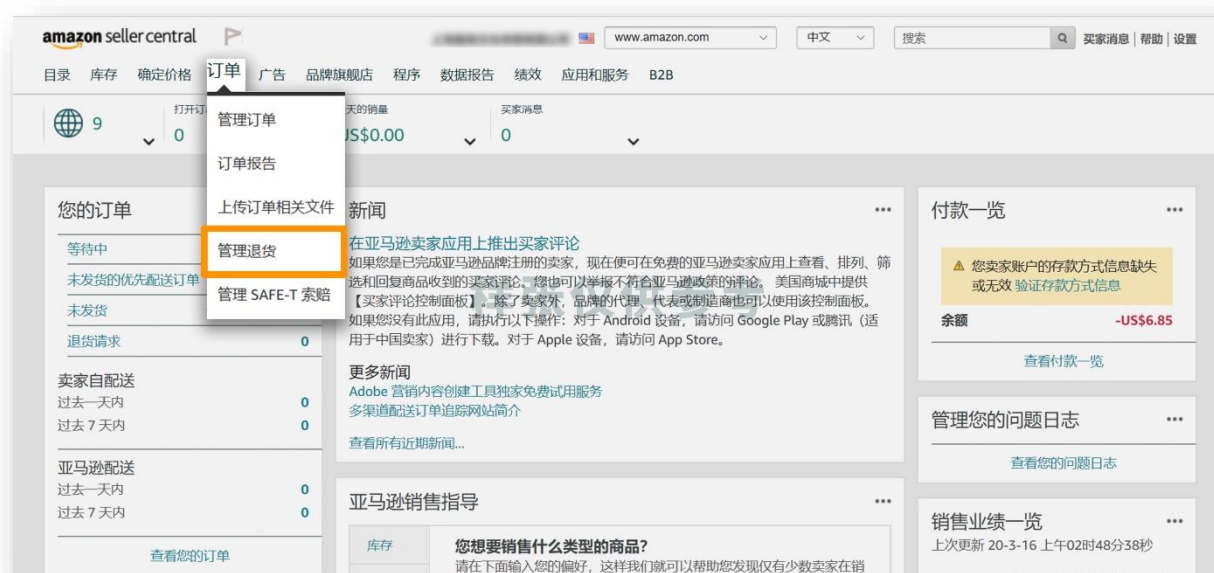 amazon seller central
www.amazon.com
中文
搜索
买家消息 | 帮助 | 设置
目录 库存 确定价格 订单 广告 品牌旗舰店 程序 数据报告 绩效 应用和服务 B2B
9
打开订
0
天的销量
US$0.00
买家消息
0
管理订单
订单报告
上传订单相关文件
管理退货
管理 SAFE-T 索赔
您的订单
等待中
未发货的优先配送订单
未发货
退货请求 0
卖家自配送
过去一天内 0
过去 7 天内 0
亚马逊配送
过去一天内 0
过去 7 天内 0
查看您的订单
新闻
在亚马逊卖家应用上推出买家评论
如果您是已完成亚马逊品牌注册的卖家，现在便可在免费的亚马逊卖家应用上查看、排列、筛
选和回复商品收到的买家评论。您也可以举报不符合亚马逊政策的评论。美国商城中提供
【买家评论控制面板】。除了卖家外，品牌的代理、代表或制造商也可以使用该控制面板。
如果您没有此应用，请执行以下操作：对于 Android 设备，请访问 Google Play 或腾讯（适
用于中国卖家）进行下载。对于 Apple 设备，请访问 App Store。
更多新闻
Adobe 营销内容创建工具独家免费试用服务
多渠道配送订单追踪网站简介
查看所有近期新闻...
亚马逊销售指导
库存
您想要销售什么类型的商品？
请在下面输入您的偏好，这样我们就可以帮助您发现仅有少数卖家在销
付款一览
您卖家账户的存款方式信息缺失
或无效 验证存款方式信息
余额 -US$6.85
查看付款一览
管理您的问题日志
查看您的问题日志
销售业绩一览
上次更新 20-3-16 上午02时48分38秒